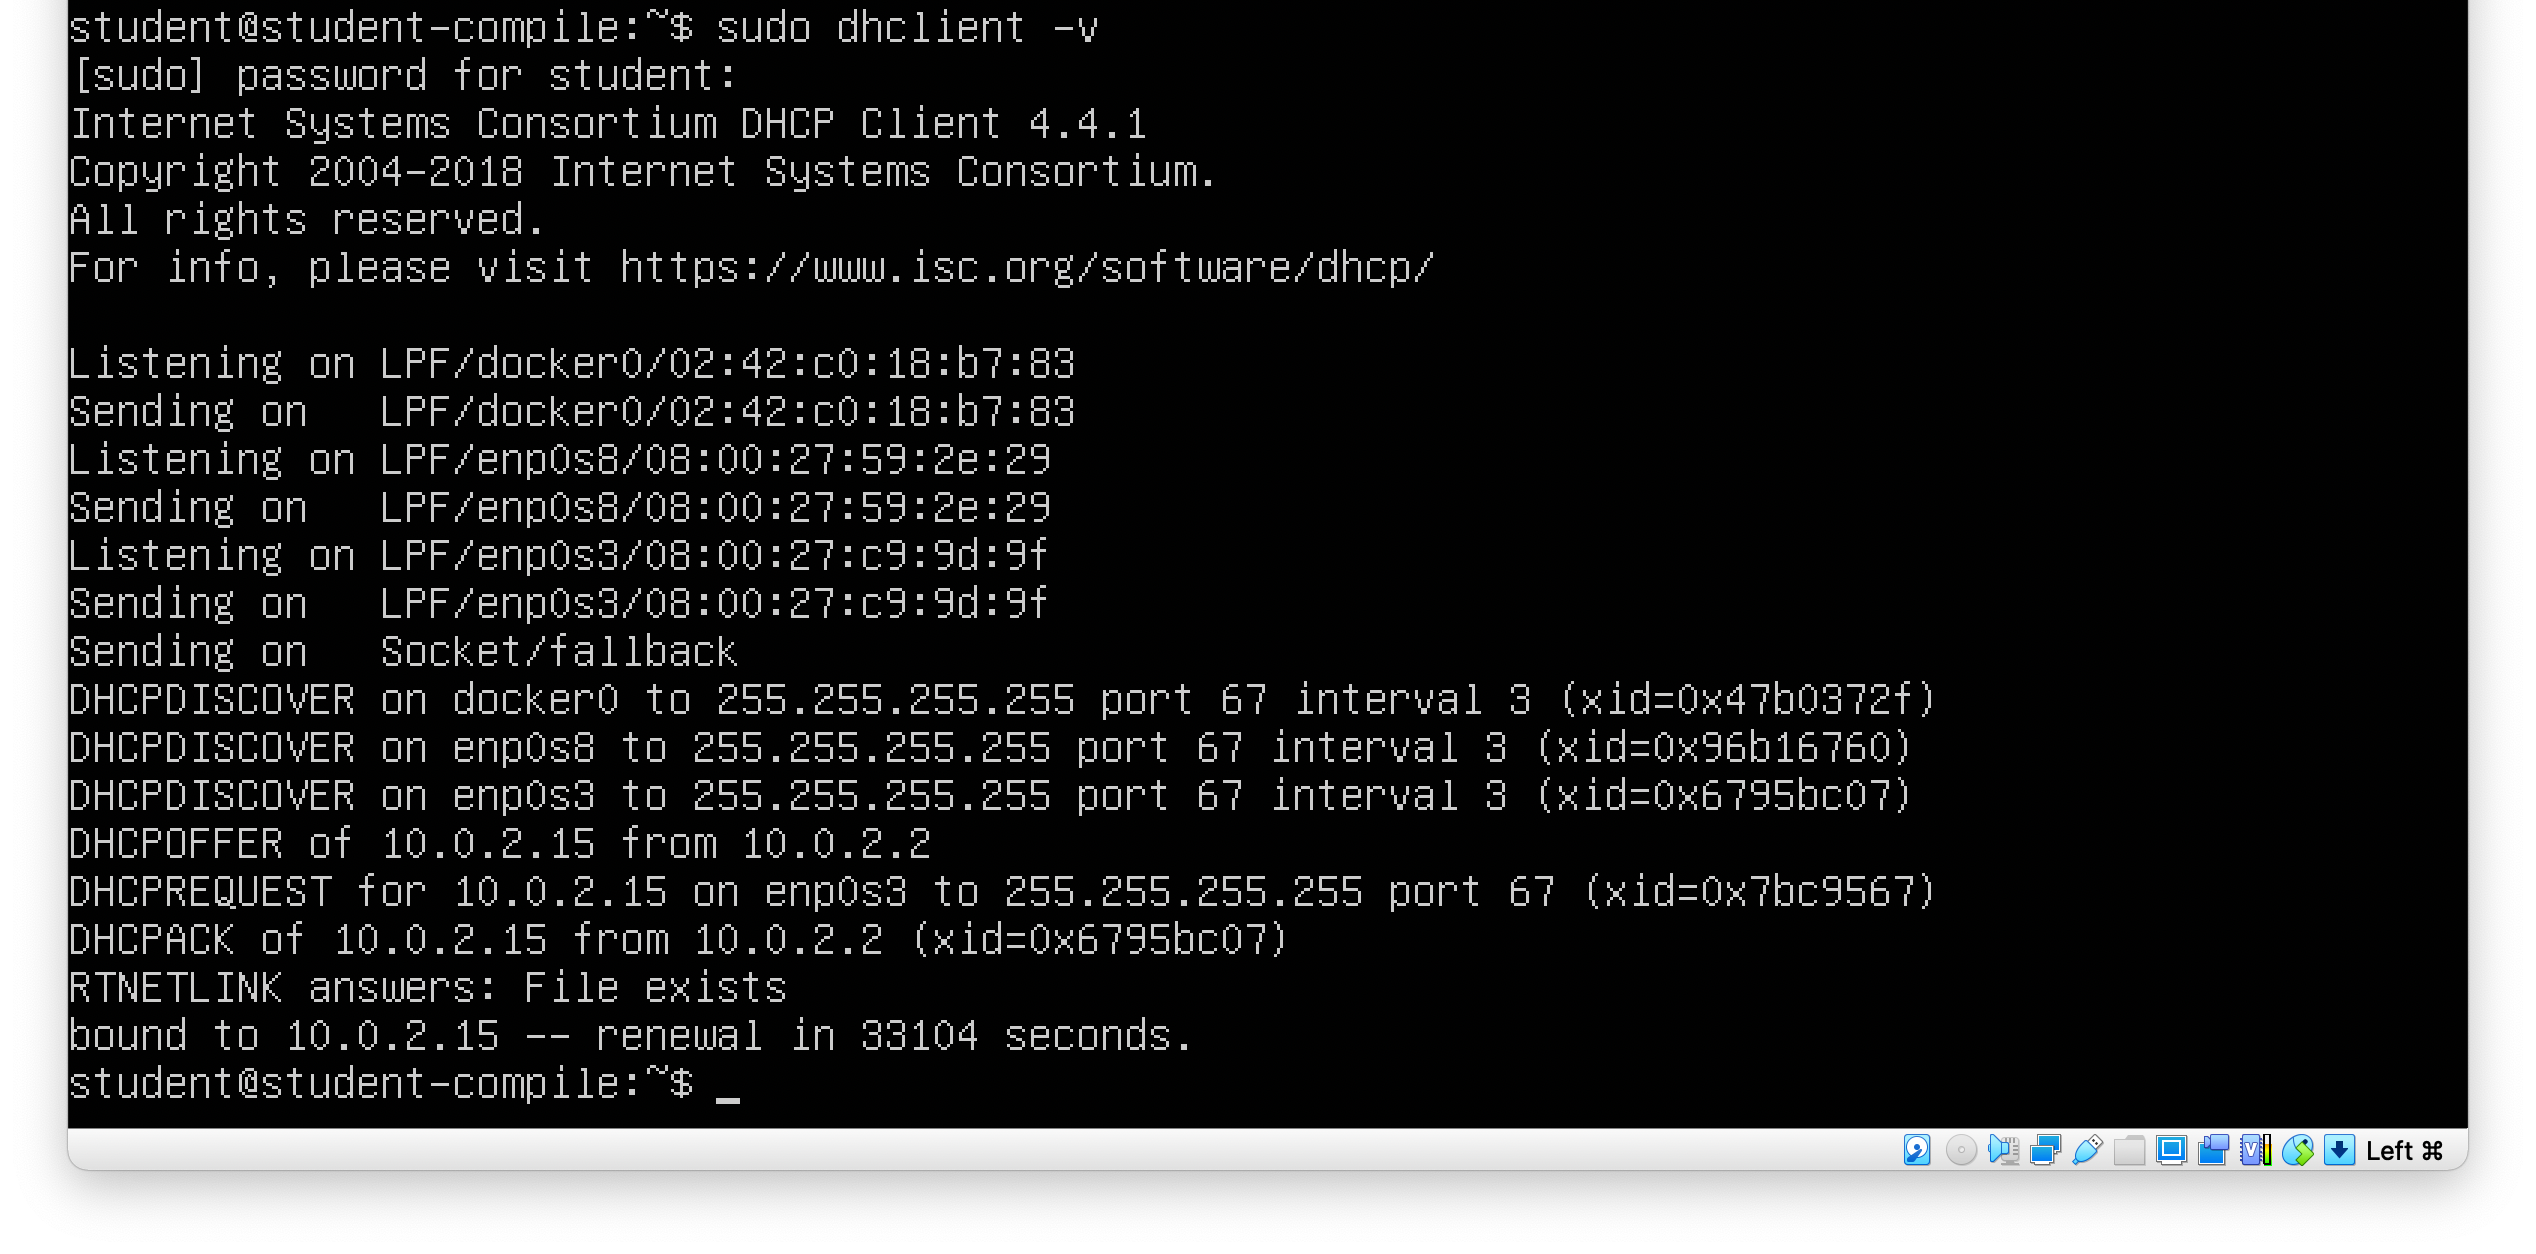 student@student-compile:~$ sudo dhclient -v
[sudo] password for student:
Internet Systems Consortium DHCP Client 4.4.1
Copyright 2004-2018 Internet Systems Consortium.
All rights reserved.
For info, please visit https://www.isc.org/software/dhcp/

Listening on LPF/docker0/02:42:c0:18:b7:83
Sending on   LPF/docker0/02:42:c0:18:b7:83
Listening on LPF/enp0s8/08:00:27:59:2e:29
Sending on   LPF/enp0s8/08:00:27:59:2e:29
Listening on LPF/enp0s3/08:00:27:c9:9d:9f
Sending on   LPF/enp0s3/08:00:27:c9:9d:9f
Sending on   Socket/fallback
DHCPDISCOVER on docker0 to 255.255.255.255 port 67 interval 3 (xid=0x47b0372f)
DHCPDISCOVER on enp0s8 to 255.255.255.255 port 67 interval 3 (xid=0x96b16760)
DHCPDISCOVER on enp0s3 to 255.255.255.255 port 67 interval 3 (xid=0x6795bc07)
DHCPOFFER of 10.0.2.15 from 10.0.2.2
DHCPREQUEST for 10.0.2.15 on enp0s3 to 255.255.255.255 port 67 (xid=0x7bc9567)
DHCPACK of 10.0.2.15 from 10.0.2.2 (xid=0x6795bc07)
RTNETLINK answers: File exists
bound to 10.0.2.15 -- renewal in 33104 seconds.
student@student-compile:~$ _
Left ⌘